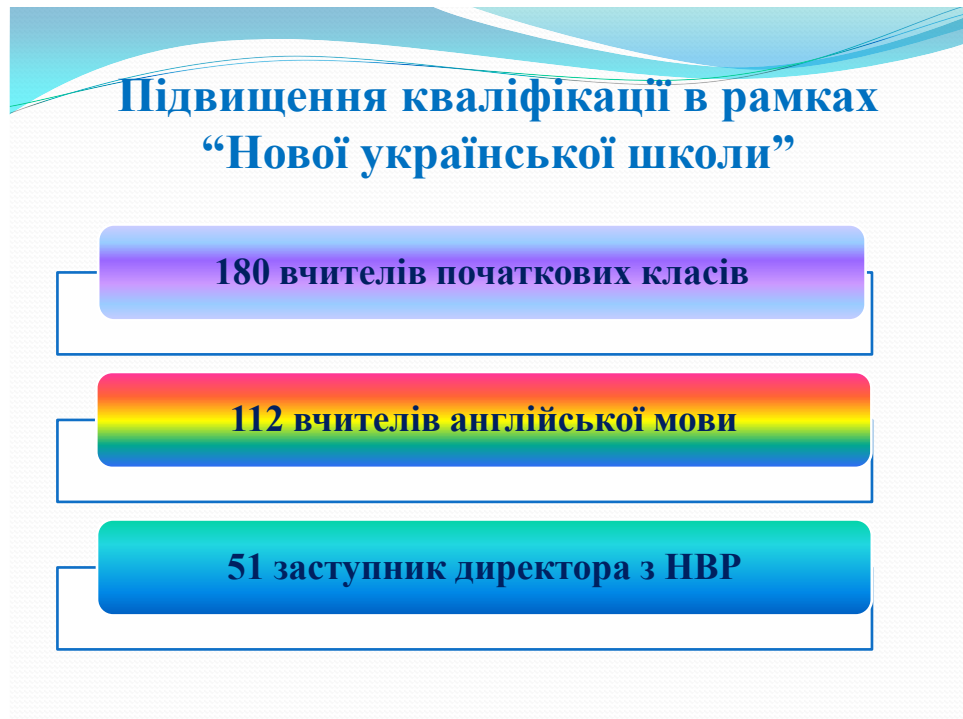 Підвищення кваліфікації в рамках
“Нової української школи”
180 вчителів початкових класів
112 вчителів англійської мови
51 заступник директора з НВР